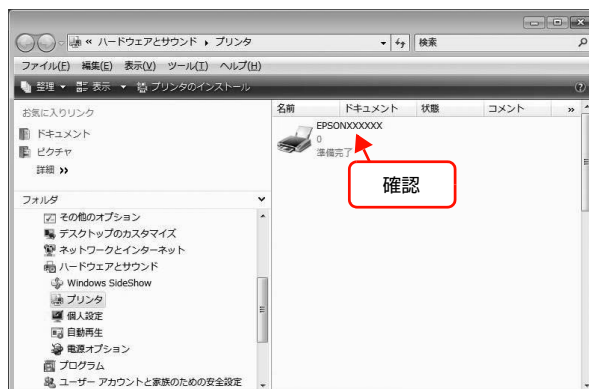 « ハードウェアとサウンド ▸ プリンタ
検索
ファイル(F) 編集(E) 表示(V) ツール(T) ヘルプ(H)
整理 表示 プリンタのインストール
お気に入りリンク
ドキュメント
ピクチャ
詳細 »
フォルダ
その他のオプション
デスクトップのカスタマイズ
ネットワークとインターネット
ハードウェアとサウンド
Windows SideShow
プリンタ
個人設定
自動再生
電源オプション
プログラム
ユーザー アカウントと家族のための安全設定
名前 ドキュメント 状態 コメント »
EPSONXXXXXX
0
準備完了
確認